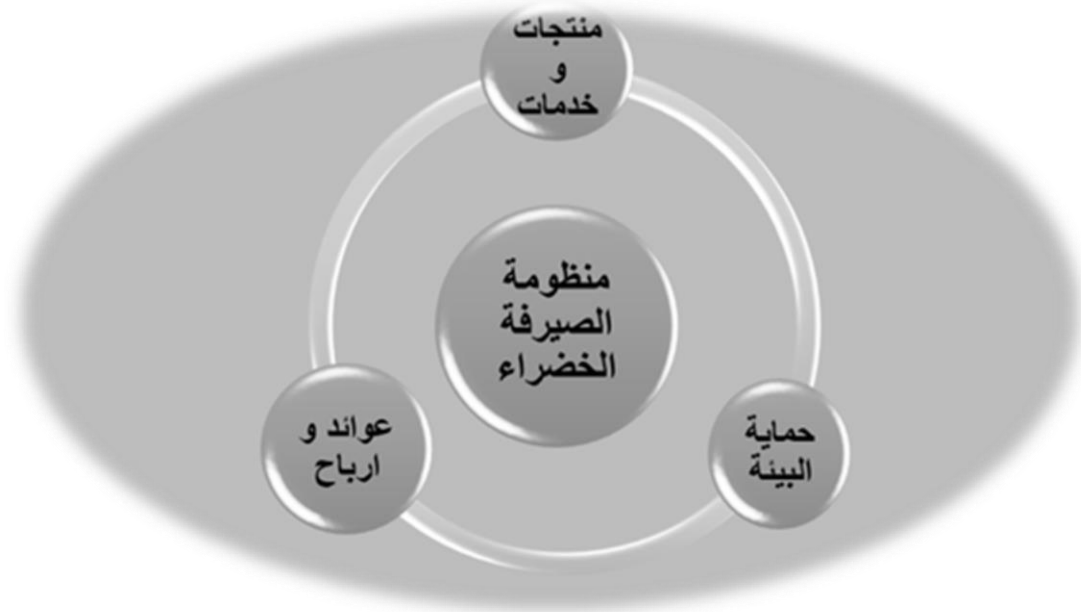 منتجات
و
خدمات
منظومة
الصيرفة
الخضراء
حماية
البيئة
عوائد و
ارباح